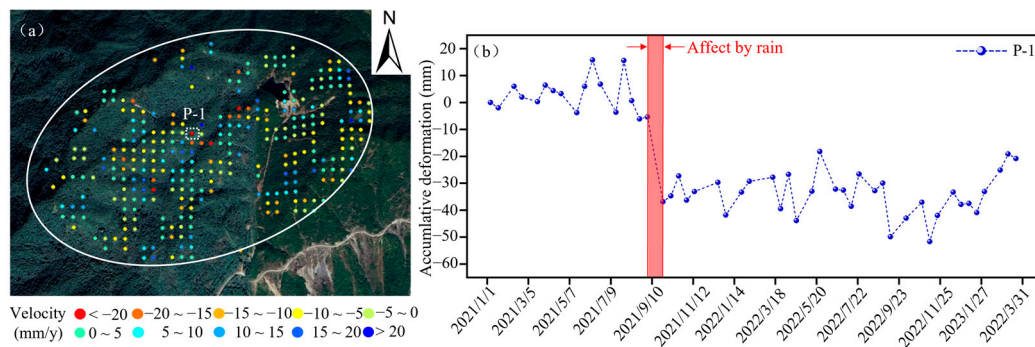 (a)
N
P-1
Velocity < −20 −20 ~ −15 −15 ~ −10 −10 ~ −5 −5 ~ 0
(mm/y) 0 ~ 5 5 ~ 10 10 ~ 15 15 ~ 20 > 20
(b)
Affect by rain
P-1
Accumlative deformation (mm)
20
0
−20
−30
−40
−50
−60
2021/1/1
2021/3/5
2021/5/7
2021/7/9
2021/9/10
2021/11/12
2022/1/14
2022/3/18
2022/5/20
2022/7/22
2022/9/23
2022/11/25
2023/1/27
2022/3/31